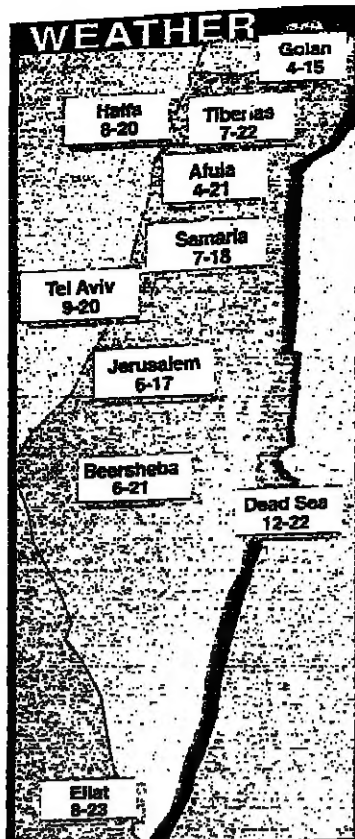 WEATHER
Golan
4-15
Haifa
8-20
Tiberias
7-22
Afula
4-21
Samaria
7-18
Tel Aviv
9-20
Jerusalem
6-17
Beersheba
6-21
Dead Sea
12-22
Eilat
8-23